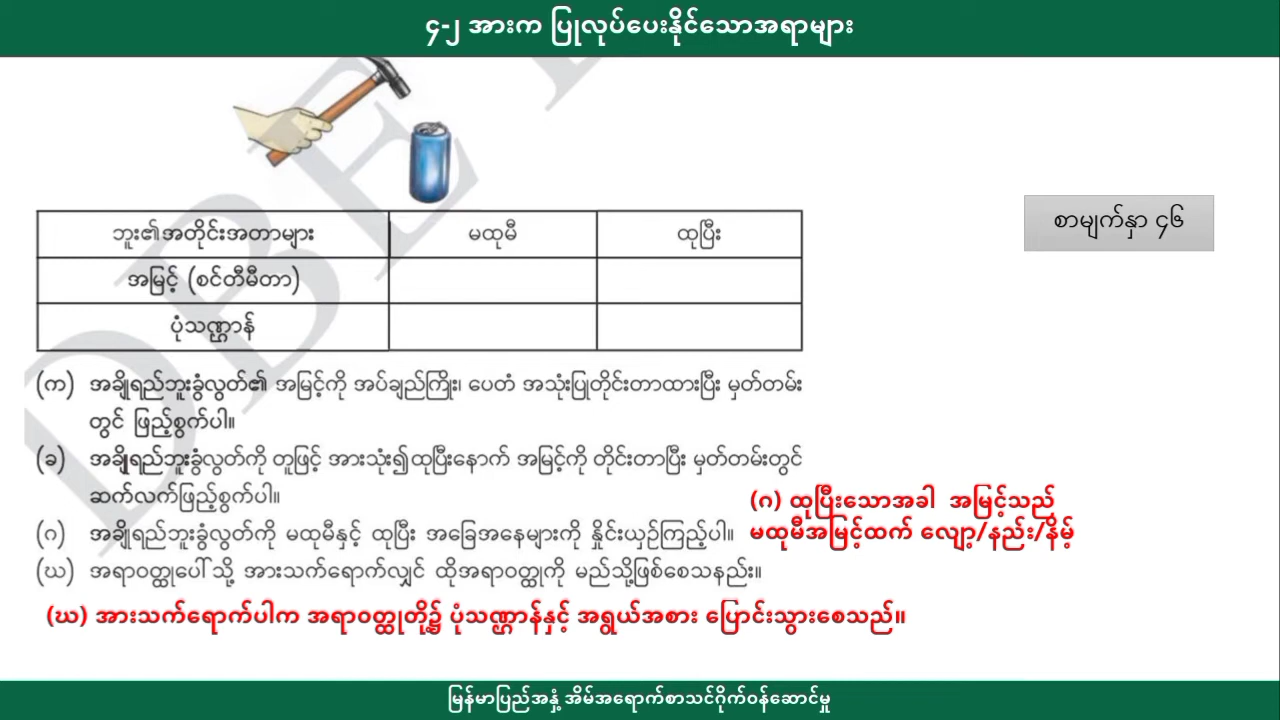 ၄-၂ အားက ပြုလုပ်ပေးနိုင်သောအရာများ
စာမျက်နှာ ၄၆
ဘူး၏အတိုင်းအတာများ မထုမီ ထုပြီး
အမြင့် (စင်တီမီတာ)
ပုံသဏ္ဌာန်
(က) အချိုရည်ဘူးခွံလွတ်၏ အမြင့်ကို အပ်ချည်ကြိုး၊ ပေတံ အသုံးပြုတိုင်းတာထားပြီး မှတ်တမ်း
တွင် ဖြည့်စွက်ပါ။
(ခ) အချိုရည်ဘူးခွံလွတ်ကို တူဖြင့် အားသုံး၍ထုပြီးနောက် အမြင့်ကို တိုင်းတာပြီး မှတ်တမ်းတွင်
ဆက်လက်ဖြည့်စွက်ပါ။
(ဂ) အချိုရည်ဘူးခွံလွတ်ကို မထုမီနှင့် ထုပြီး အခြေအနေများကို နှိုင်းယှဉ်ကြည့်ပါ။
(ဂ) ထုပြီးသောအခါ အမြင့်သည်
မထုမီအမြင့်ထက် လျော့/နည်း/နိမ့်
(ဃ) အရာဝတ္ထုပေါ်သို့ အားသက်ရောက်လျှင် ထိုအရာဝတ္ထုကို မည်သို့ဖြစ်စေသနည်း။
(ဃ) အားသက်ရောက်ပါက အရာဝတ္ထုတို့၌ ပုံသဏ္ဌာန်နှင့် အရွယ်အစား ပြောင်းသွားစေသည်။
မြန်မာပြည်အနှံ့ အိမ်အရောက်စာသင်ဂိုက်ဝန်ဆောင်မှု
DBE